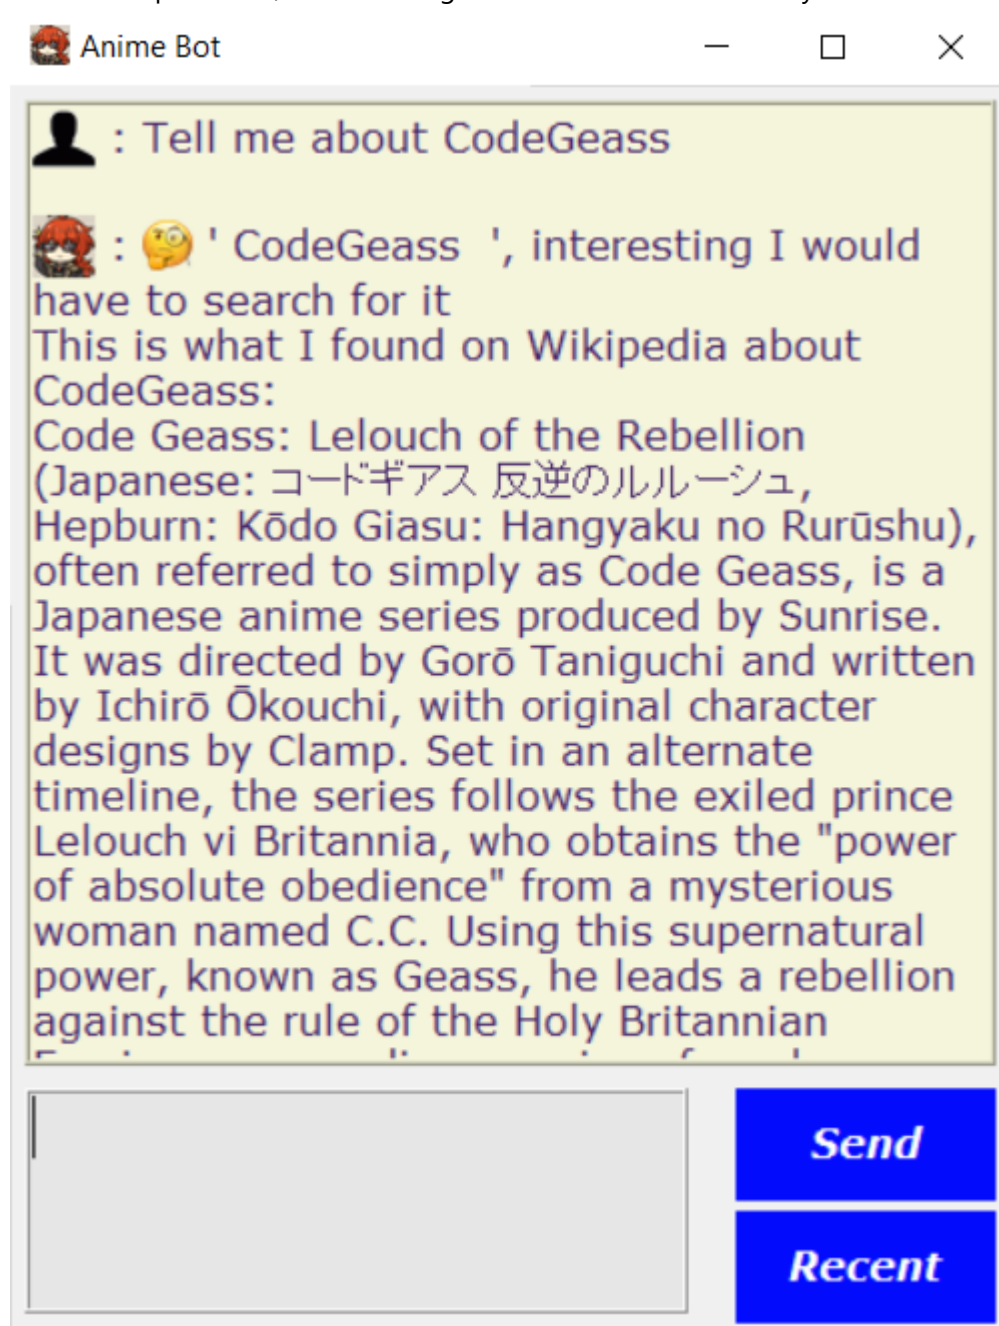 Anime Bot
: Tell me about CodeGeass
: 🧐 ' CodeGeass  ', interesting I would
have to search for it
This is what I found on Wikipedia about
CodeGeass:
Code Geass: Lelouch of the Rebellion
(Japanese: コードギアス 反逆のルルーシュ,
Hepburn: Kōdo Giasu: Hangyaku no Rurūshu),
often referred to simply as Code Geass, is a
Japanese anime series produced by Sunrise.
It was directed by Gorō Taniguchi and written
by Ichirō Ōkouchi, with original character
designs by Clamp. Set in an alternate
timeline, the series follows the exiled prince
Lelouch vi Britannia, who obtains the "power
of absolute obedience" from a mysterious
woman named C.C. Using this supernatural
power, known as Geass, he leads a rebellion
against the rule of the Holy Britannian
Send
Recent